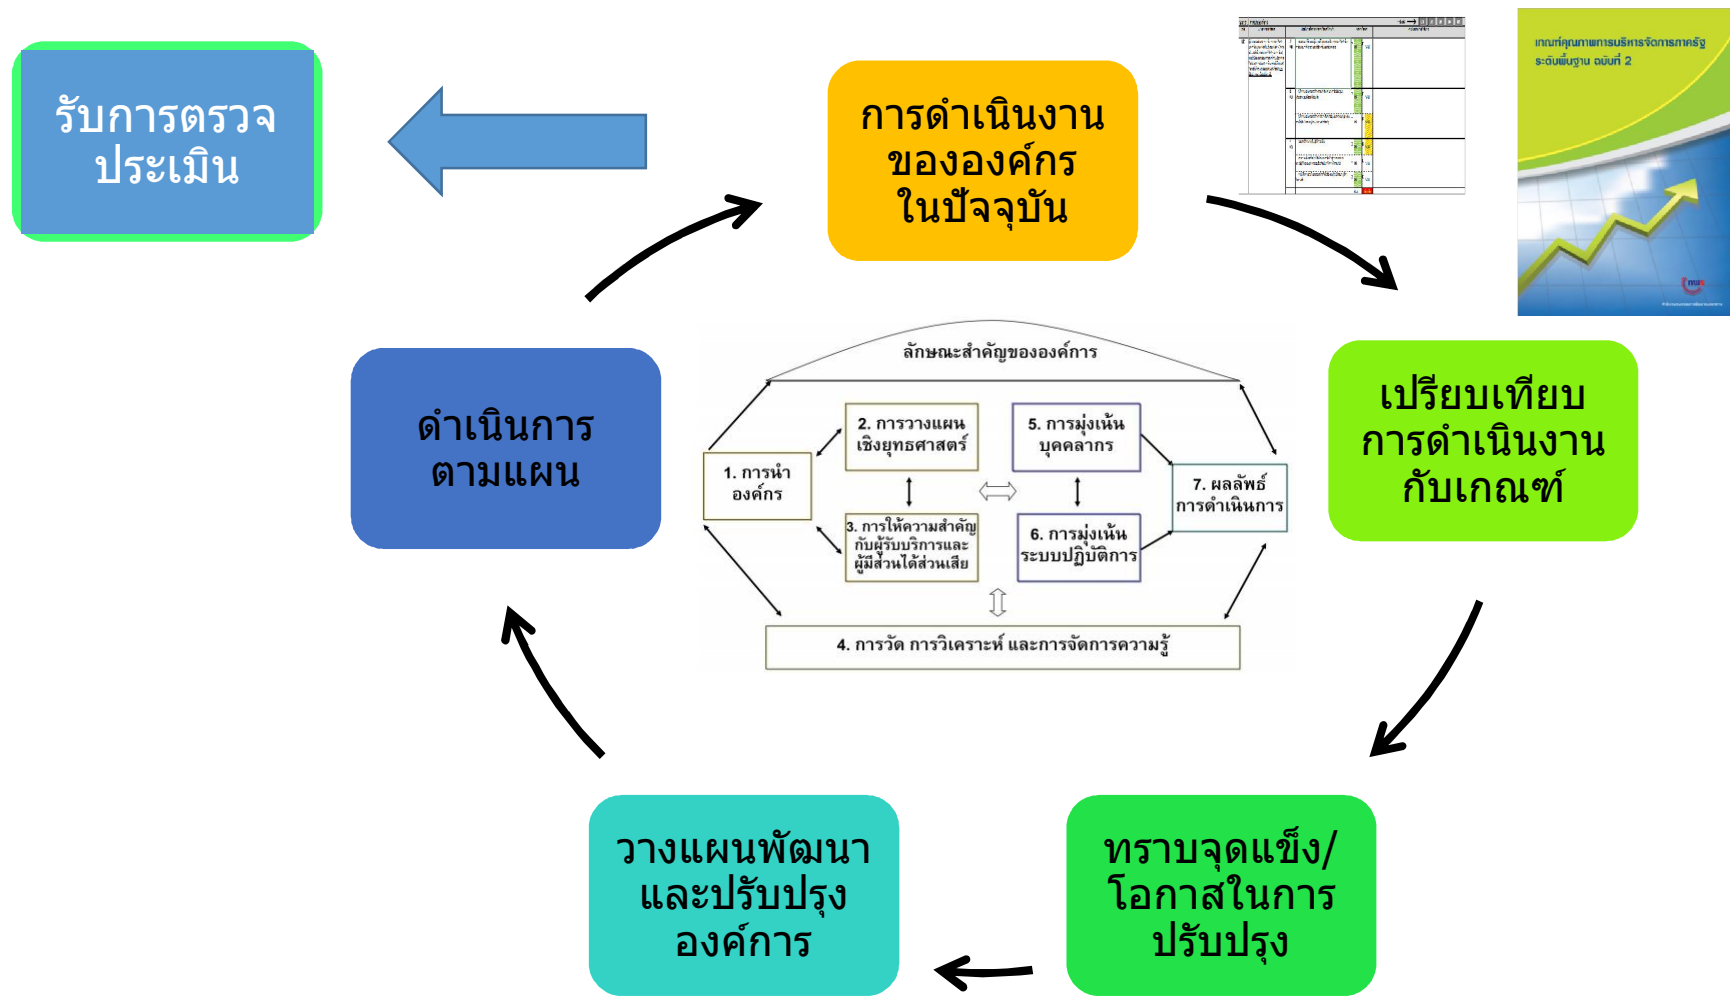 รับการตรวจ
ประเมิน
การดำเนินงาน
ขององค์กร
ในปัจจุบัน
เกณฑ์คุณภาพการบริหารจัดการภาครัฐ
ระดับพื้นฐาน ฉบับที่ 2
เปรียบเทียบ
การดำเนินงาน
กับเกณฑ์
ทราบจุดแข็ง/
โอกาสในการ
ปรับปรุง
วางแผนพัฒนา
และปรับปรุง
องค์การ
ดำเนินการ
ตามแผน
ลักษณะสำคัญขององค์การ
1. การนำ
องค์กร
2. การวางแผน
เชิงยุทธศาสตร์
3. การให้ความสำคัญ
กับผู้รับบริการและ
ผู้มีส่วนได้ส่วนเสีย
5. การมุ่งเน้น
บุคคลากร
6. การมุ่งเน้น
ระบบปฏิบัติการ
7. ผลลัพธ์
การดำเนินการ
4. การวัด การวิเคราะห์ และการจัดการความรู้